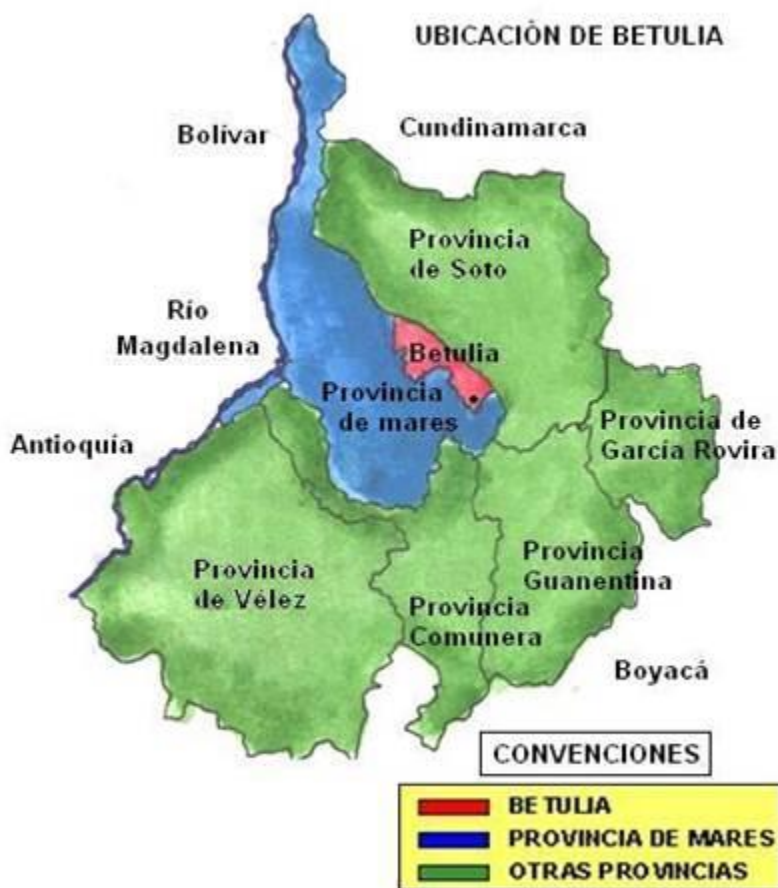 UBICACIÓN DE BETULIA
Cundinamarca
Bolívar
Provincia
de Soto
Río
Magdalena
Betulia
Provincia
de mares
Provincia de
García Rovira
Antioquía
Provincia
Guanentina
Provincia
de Vélez
Provincia
Comunera
Boyacá
CONVENCIONES
BETULIA
PROVINCIA DE MARES
OTRAS PROVINCIAS